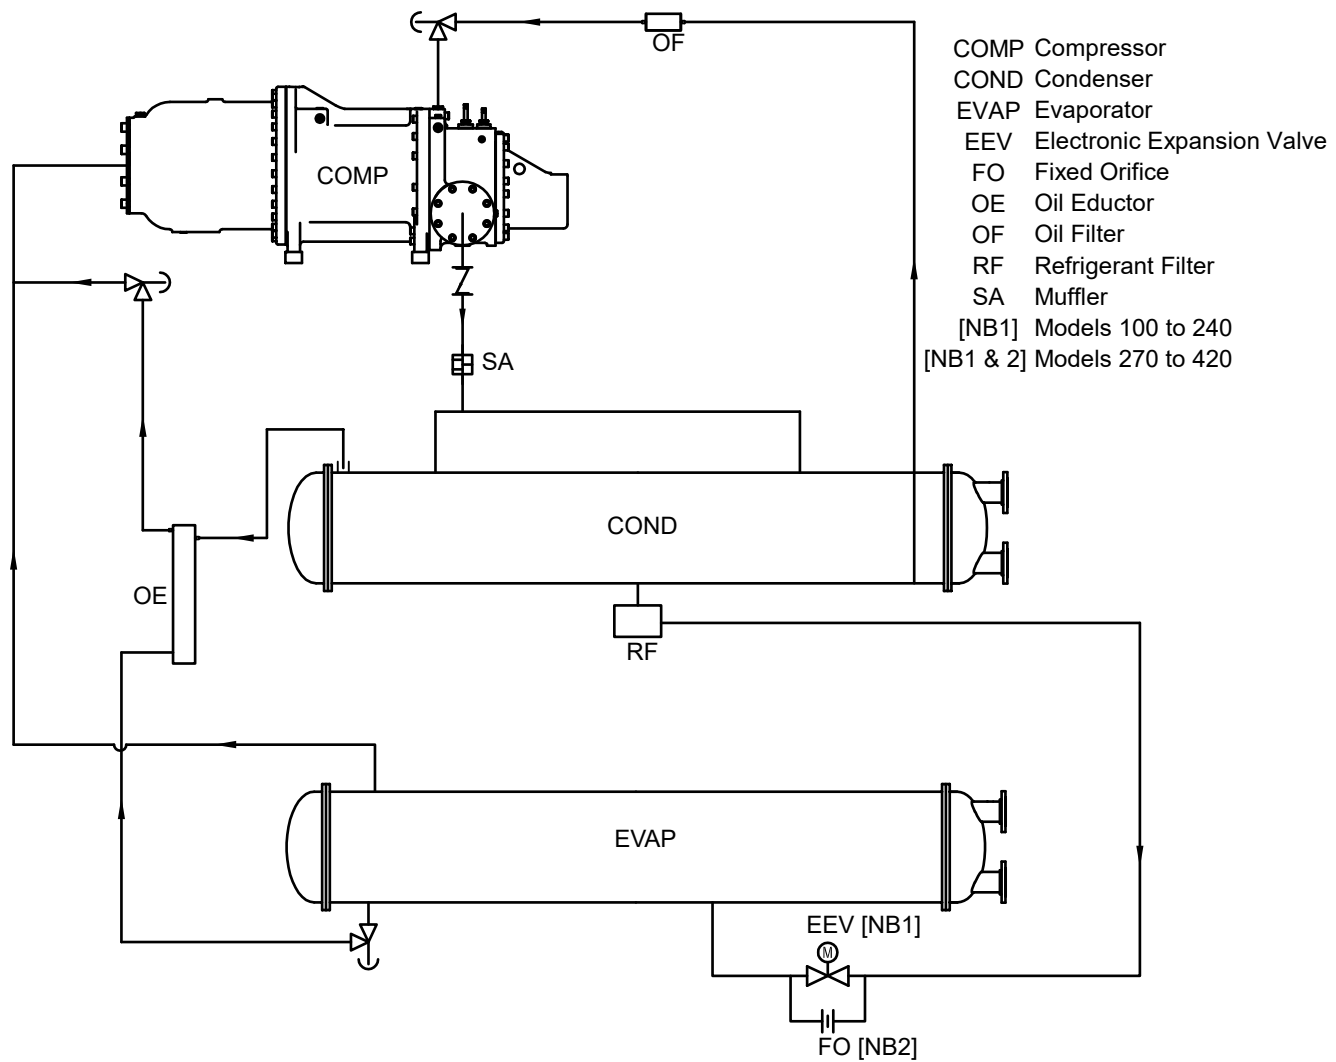 OF
COMP Compressor
COND Condenser
EVAP Evaporator
EEV Electronic Expansion Valve
FO Fixed Orifice
OE Oil Eductor
OF Oil Filter
RF Refrigerant Filter
SA Muffler
[NB1] Models 100 to 240
[NB1 & 2] Models 270 to 420
COMP
SA
COND
OE
RF
EVAP
EEV [NB1]
M
FO [NB2]